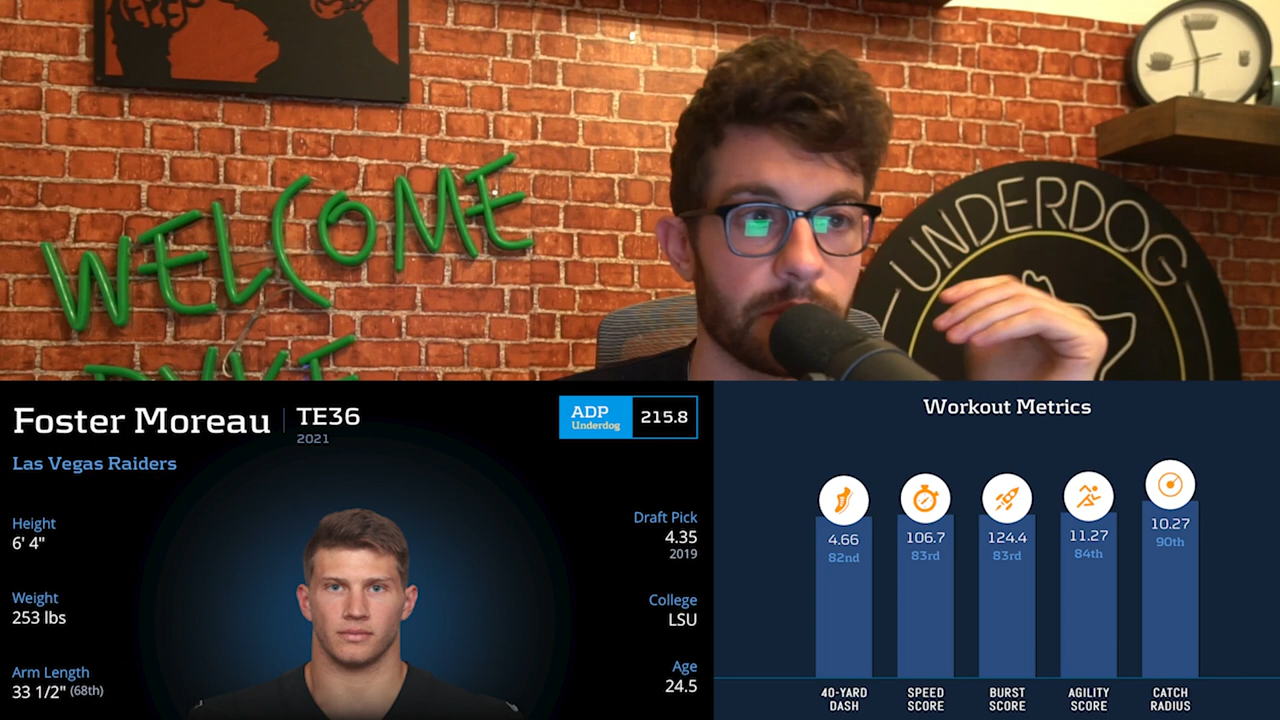 WELCOME
UNDERDOG
Foster Moreau
TE36
2021
ADP
Underdog
215.8
Las Vegas Raiders
Height
6' 4"
Weight
253 lbs
Arm Length
33 1/2" (68th)
Draft Pick
4.35
2019
College
LSU
Age
24.5
Workout Metrics
4.66
82nd
106.7
83rd
124.4
83rd
11.27
84th
10.27
90th
40-YARD
DASH
SPEED
SCORE
BURST
SCORE
AGILITY
SCORE
CATCH
RADIUS